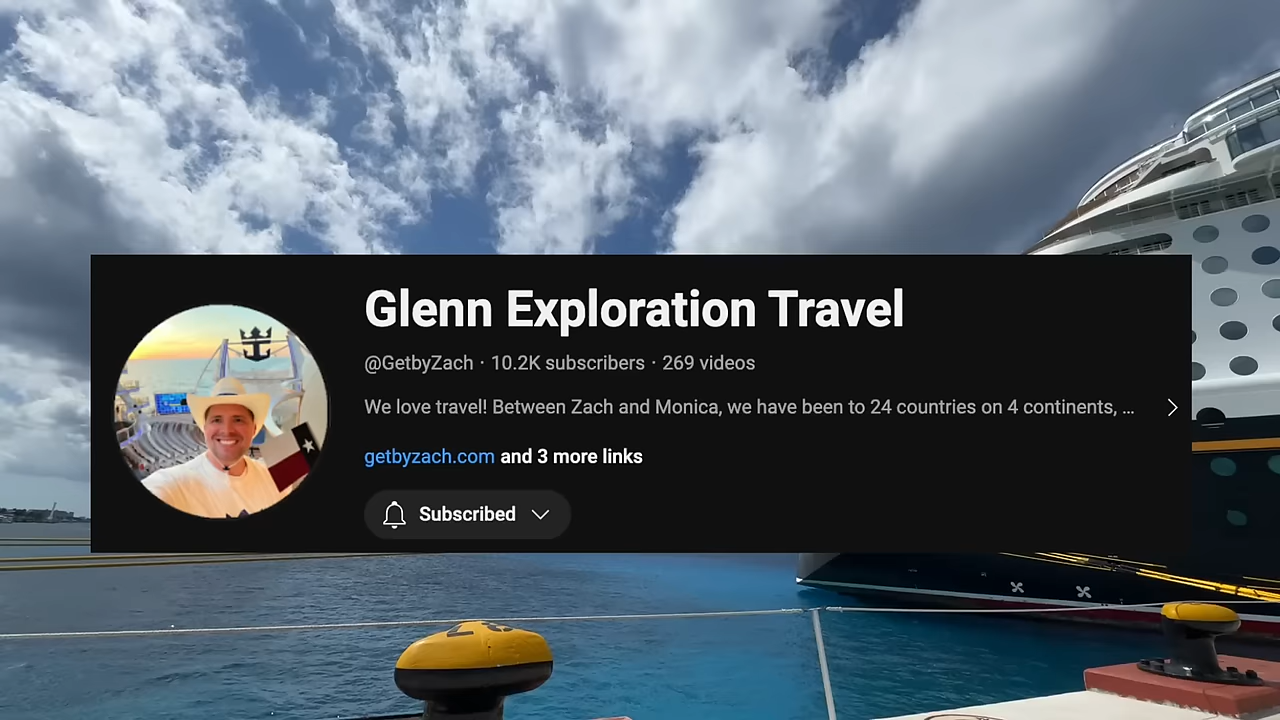 Glenn Exploration Travel
@GetbyZach · 10.2K subscribers · 269 videos
We love travel! Between Zach and Monica, we have been to 24 countries on 4 continents, ...
getbyzach.com and 3 more links
Subscribed